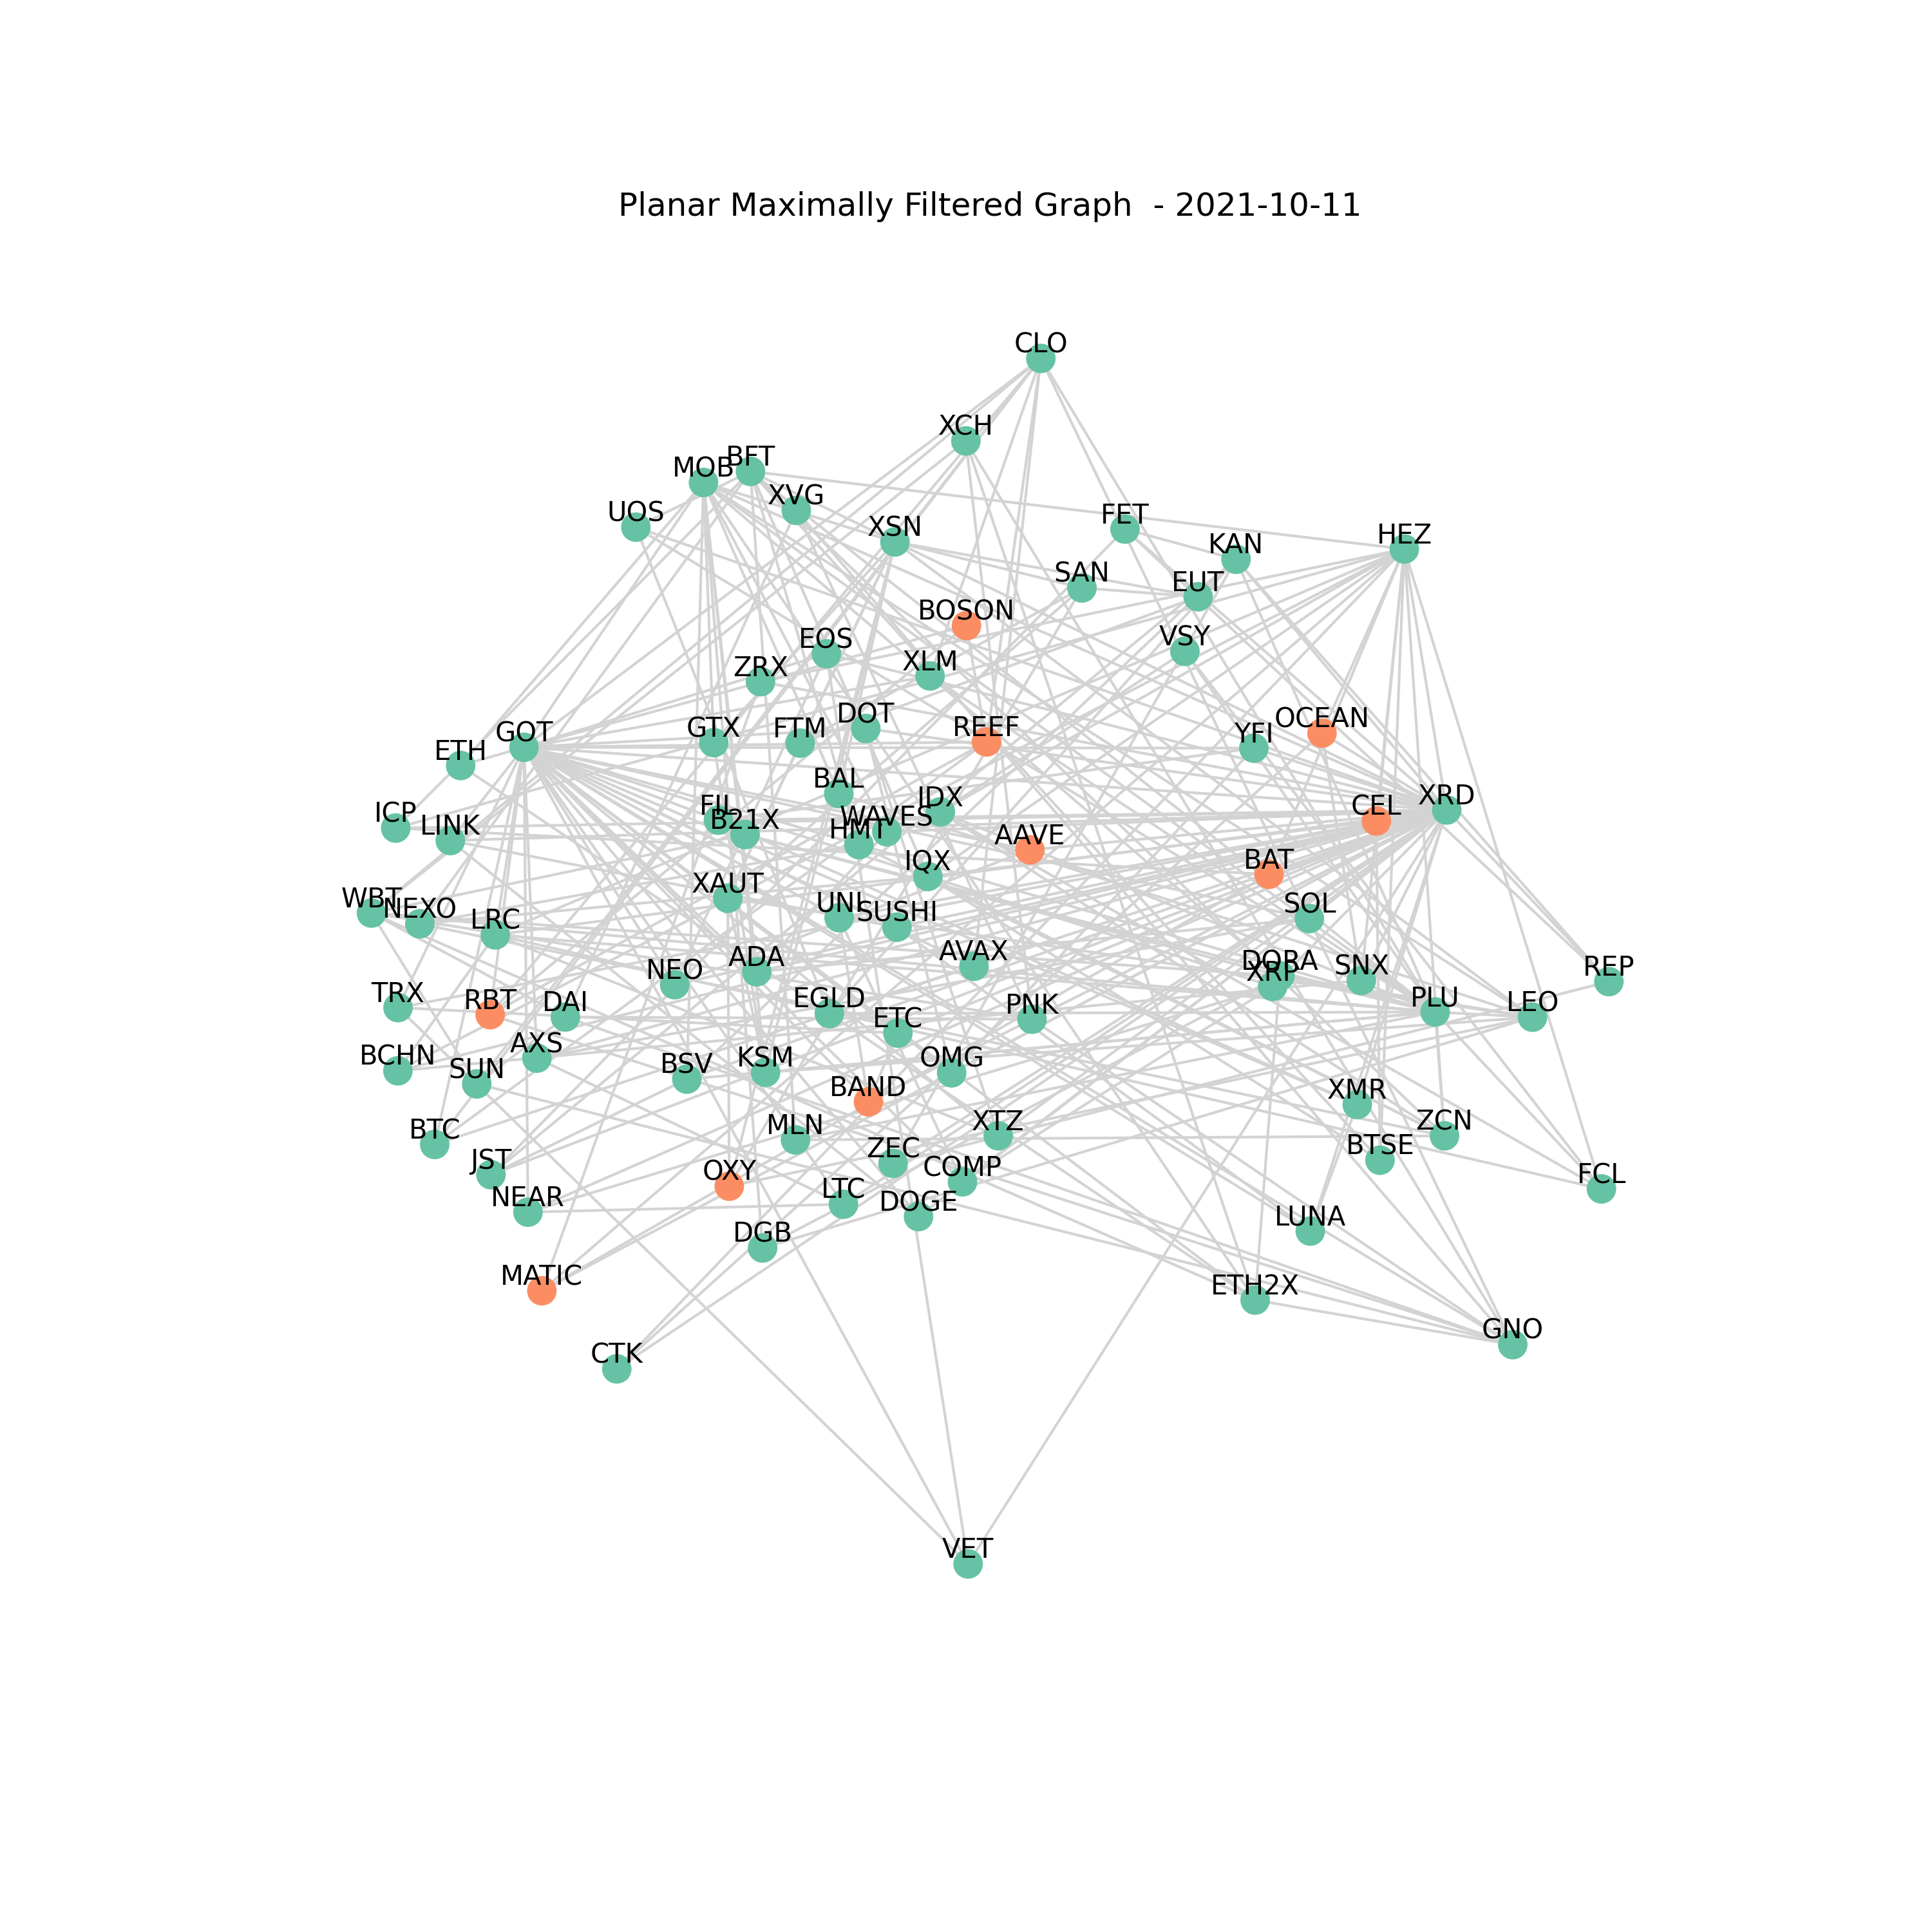 Planar Maximally Filtered Graph  - 2021-10-11
CLO
XCH
BFT
MOB
XVG
UOS
FET
XSN
HEZ
KAN
SAN
EUT
BOSON
EOS
VSY
XLM
ZRX
DOT
OCEAN
GTX
FTM
REEF
GOT
YFI
ETH
BAL
IDX
XRD
FIL
CEL
ICP
WAVES
B21X
LINK
HMT
AAVE
IQX
BAT
XAUT
WBT
UNI
SOL
NEXO
SUSHI
LRC
AVAX
ADA
DORA
SNX
REP
NEO
XRP
TRX
EGLD
RBT
PLU
DAI
LEO
PNK
ETC
AXS
BCHN
KSM
OMG
BSV
SUN
BAND
XMR
ZCN
XTZ
MLN
BTC
BTSE
ZEC
JST
COMP
OXY
FCL
LTC
NEAR
DOGE
LUNA
DGB
MATIC
ETH2X
GNO
CTK
VET